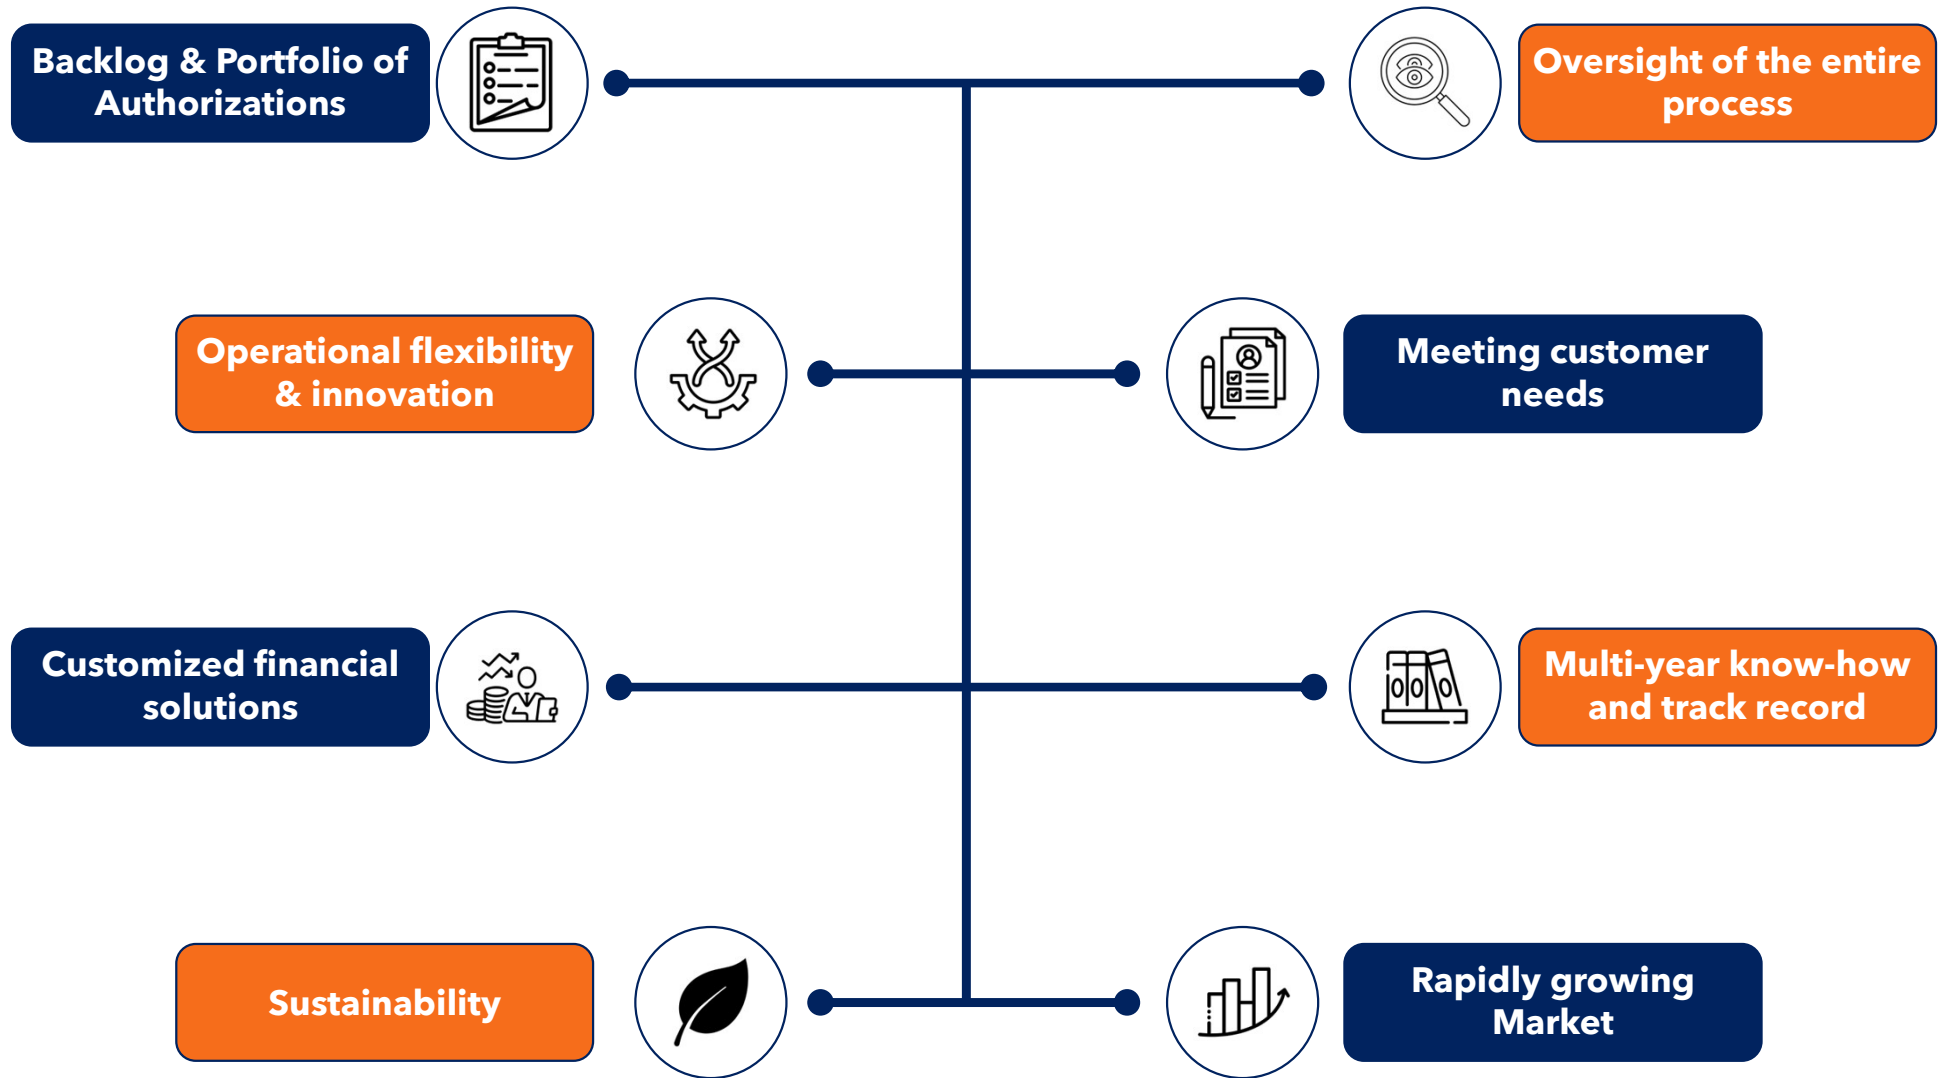 Backlog & Portfolio of
Authorizations
Oversight of the entire
process
Operational flexibility
& innovation
Meeting customer
needs
Customized financial
solutions
Multi-year know-how
and track record
Sustainability
Rapidly growing
Market